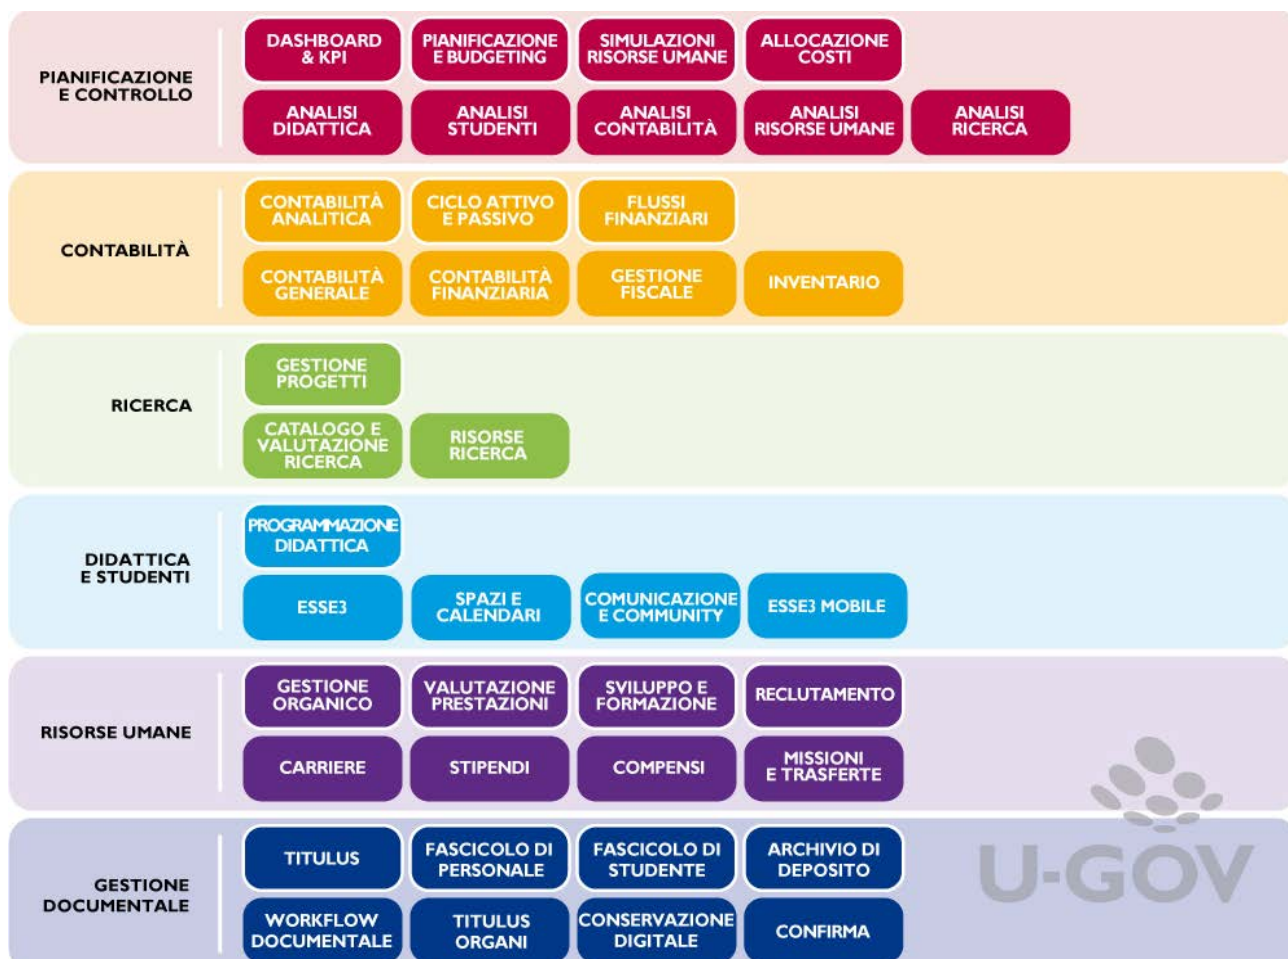 PIANIFICAZIONE
E CONTROLLO
DASHBOARD
& KPI
PIANIFICAZIONE
E BUDGETING
SIMULAZIONI
RISORSE UMANE
ALLOCAZIONE
COSTI
ANALISI
DIDATTICA
ANALISI
STUDENTI
ANALISI
CONTABILITÀ
ANALISI
RISORSE UMANE
ANALISI
RICERCA
CONTABILITÀ
CONTABILITÀ
ANALITICA
CICLO ATTIVO
E PASSIVO
FLUSSI
FINANZIARI
CONTABILITÀ
GENERALE
CONTABILITÀ
FINANZIARIA
GESTIONE
FISCALE
INVENTARIO
RICERCA
GESTIONE
PROGETTI
CATALOGO E
VALUTAZIONE
RICERCA
RISORSE
RICERCA
DIDATTICA
E STUDENTI
PROGRAMMAZIONE
DIDATTICA
ESSE3
SPAZI E
CALENDARI
COMUNICAZIONE
E COMMUNITY
ESSE3 MOBILE
RISORSE UMANE
GESTIONE
ORGANICO
VALUTAZIONE
PRESTAZIONI
SVILUPPO E
FORMAZIONE
RECLUTAMENTO
CARRIERE
STIPENDI
COMPENSI
MISSIONI
E TRASFERTE
GESTIONE
DOCUMENTALE
TITULUS
FASCICOLO DI
PERSONALE
FASCICOLO DI
STUDENTE
ARCHIVIO DI
DEPOSITO
WORKFLOW
DOCUMENTALE
TITULUS
ORGANI
CONSERVAZIONE
DIGITALE
CONFIRMA
U-GOV